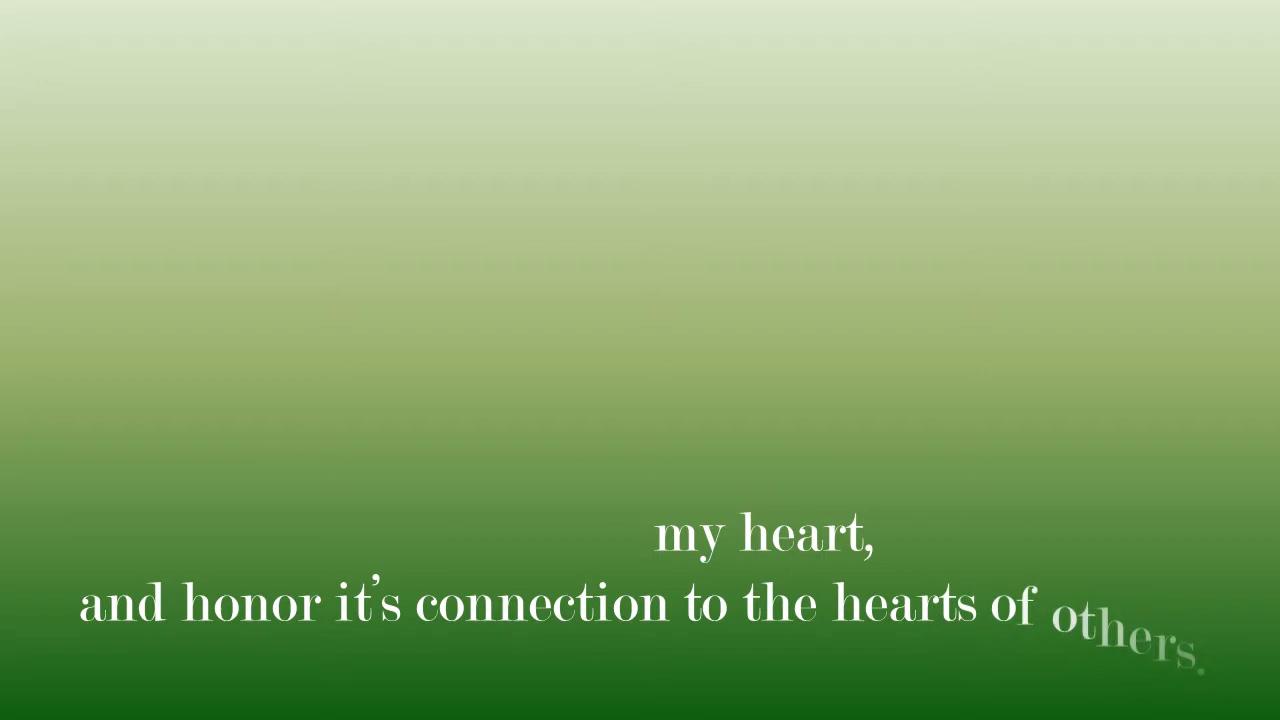 my heart,
and honor it’s connection to the hearts of others.